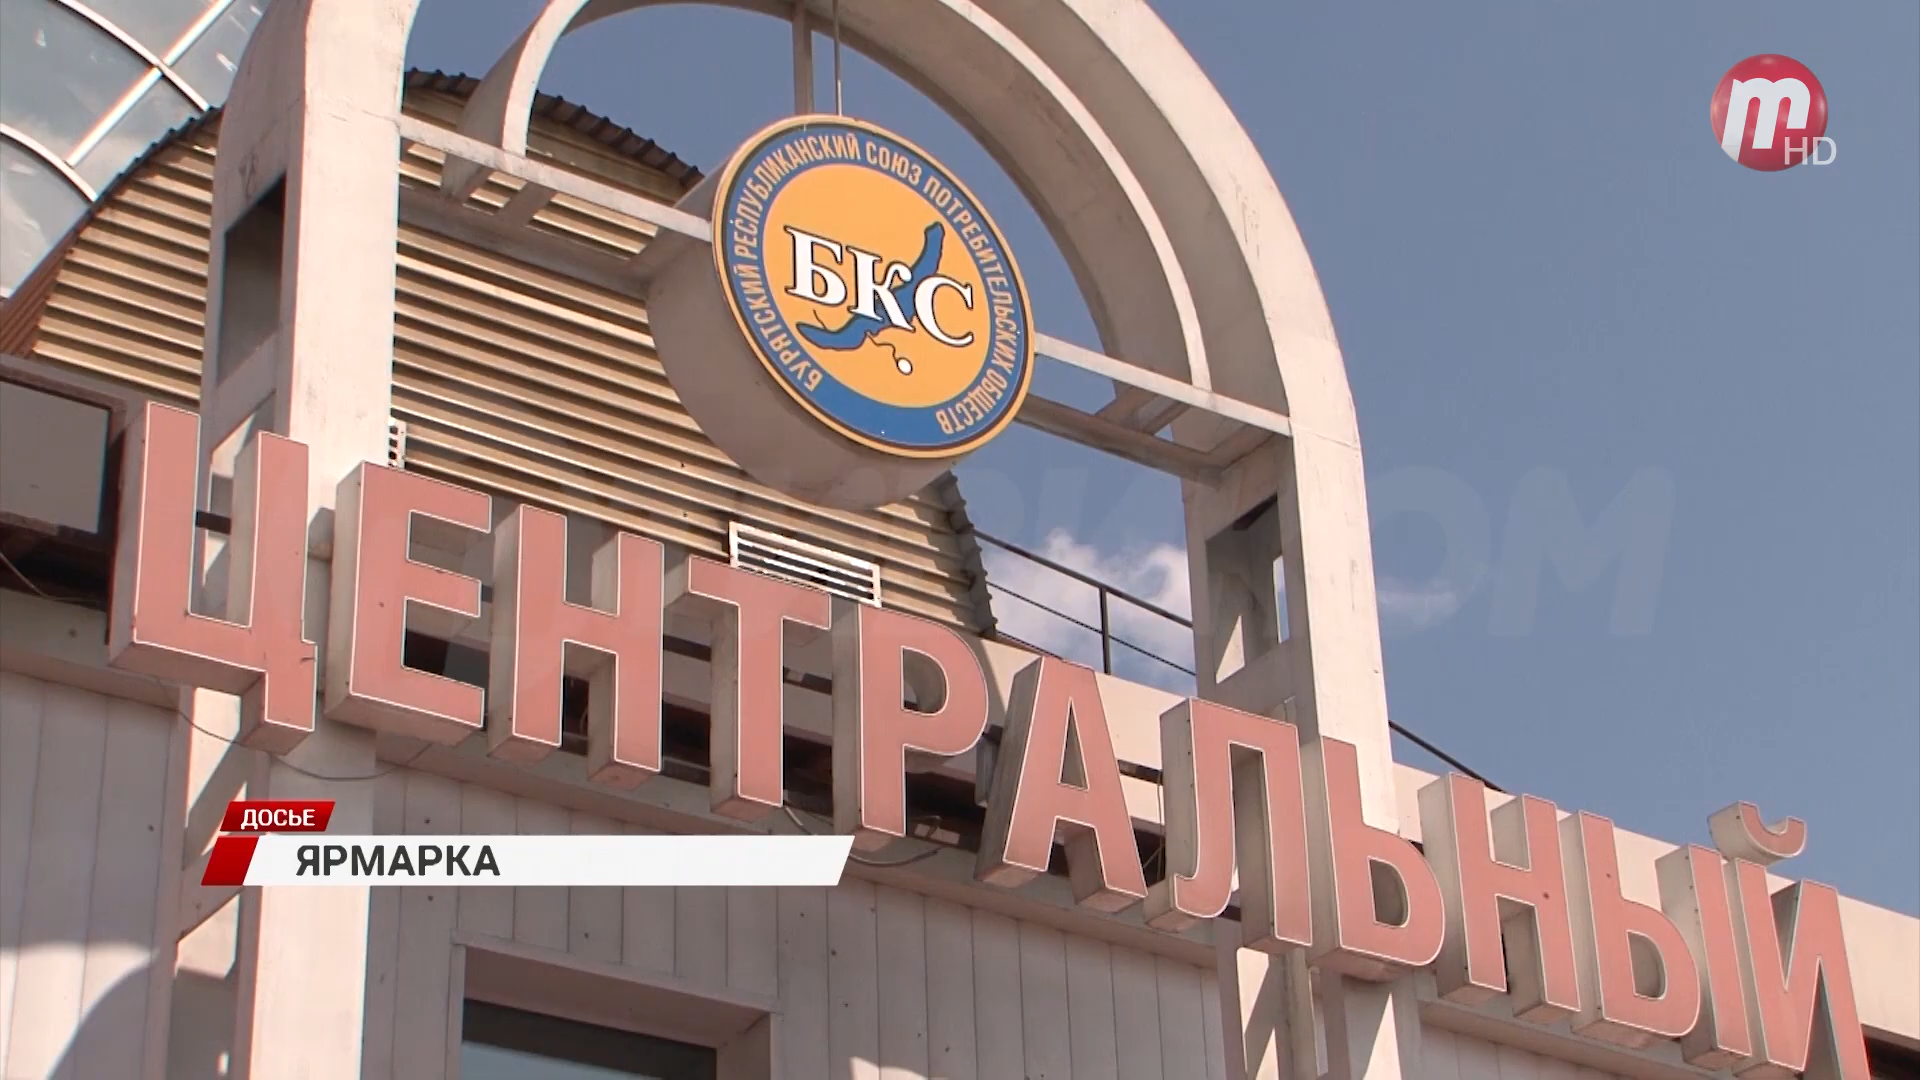 m HD
БУРЯТСКИЙ РЕСПУБЛИКАНСКИЙ СОЮЗ ПОТРЕБИТЕЛЬСКИХ ОБЩЕСТВ
БКС
ЦЕНТРАЛЬНЫЙ
ДОСЬЕ
ЯРМАРКА